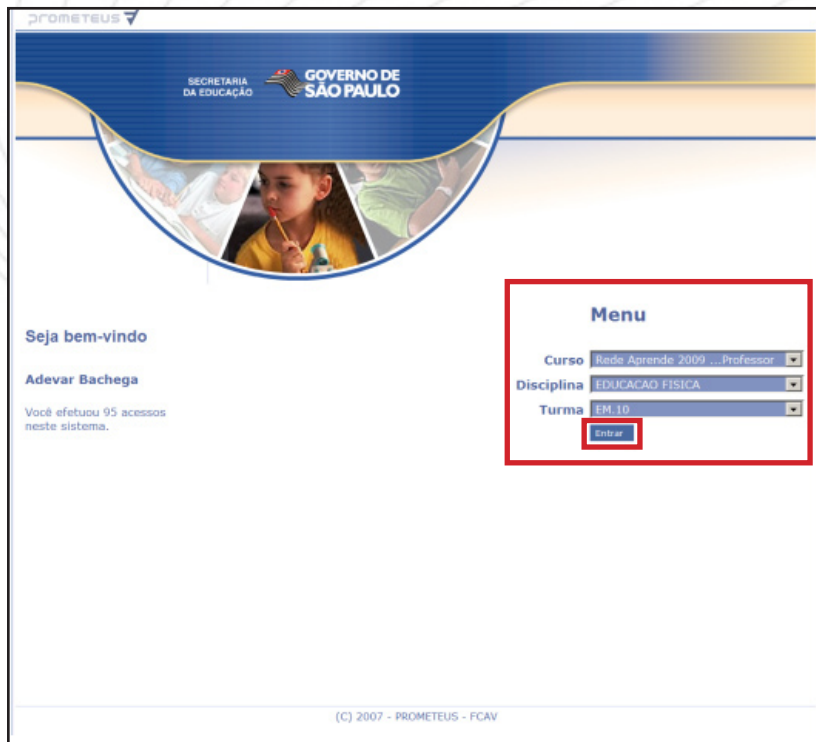 PROMETEUS
SECRETARIA
DA EDUCAÇÃO
GOVERNO DE
SÃO PAULO
Menu
Seja bem-vindo
Curso Rede Aprende 2009 ...Professor
Adevar Bachega
Disciplina EDUCACAO FISICA
Você efetuou 95 acessos
neste sistema.
Turma EM.10
Entrar
(C) 2007 - PROMETEUS - FCAV